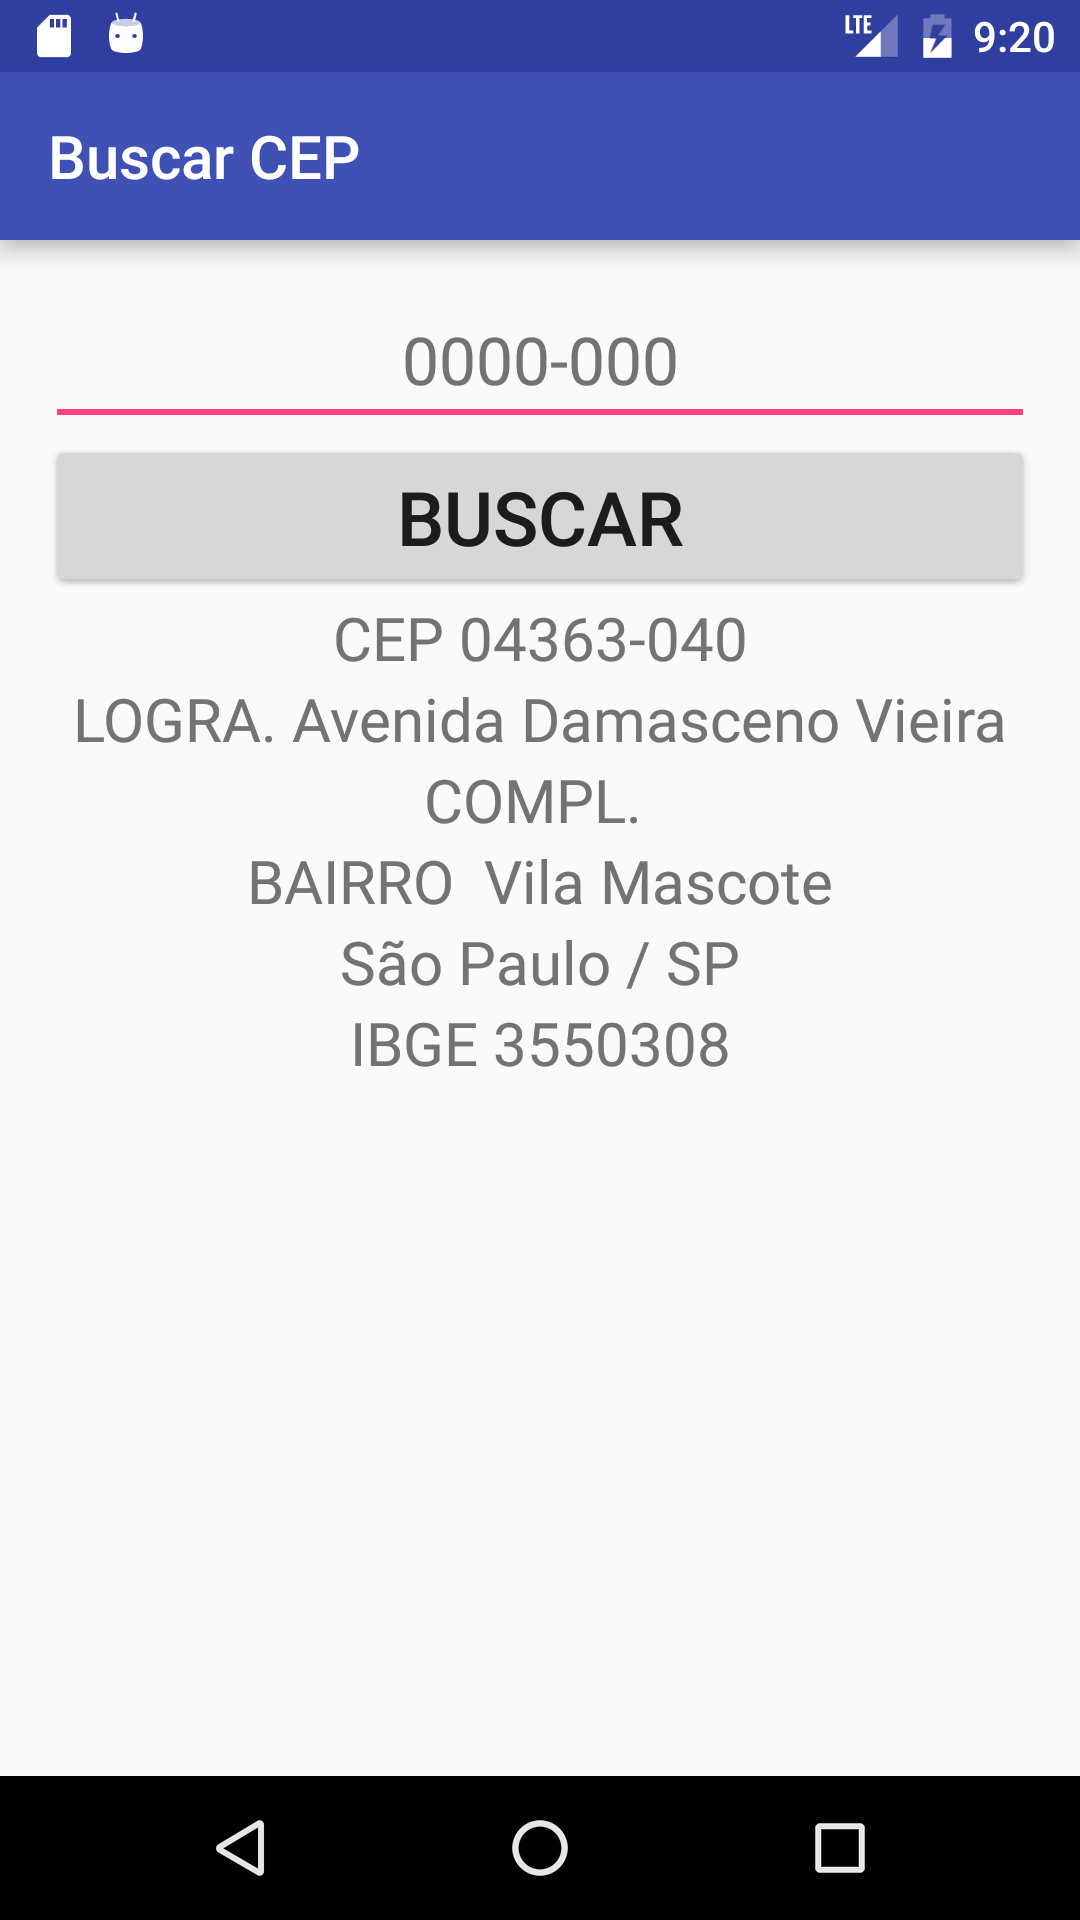 LTE 9:20
Buscar CEP
0000-000
BUSCAR
CEP 04363-040
LOGRA. Avenida Damasceno Vieira
COMPL.
BAIRRO  Vila Mascote
São Paulo / SP
IBGE 3550308